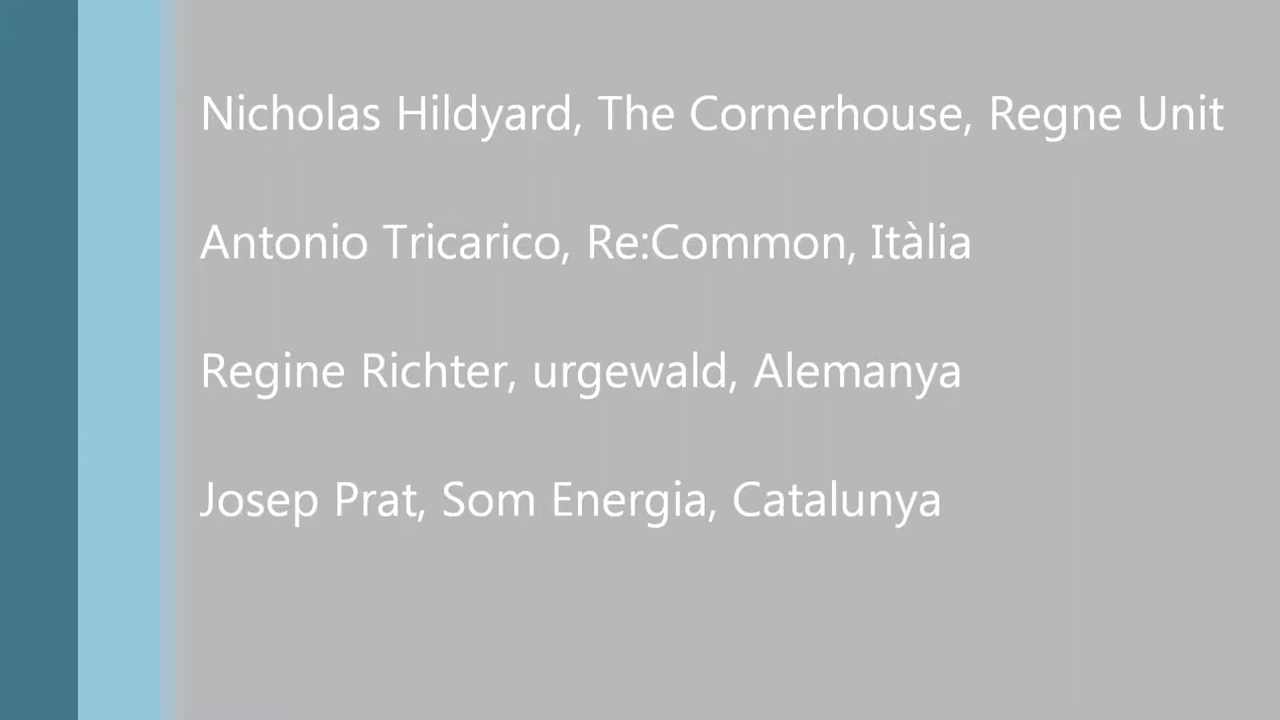 Nicholas Hildyard, The Cornerhouse, Regne Unit
Antonio Tricarico, Re:Common, Itàlia
Regine Richter, urgewald, Alemanya
Josep Prat, Som Energia, Catalunya